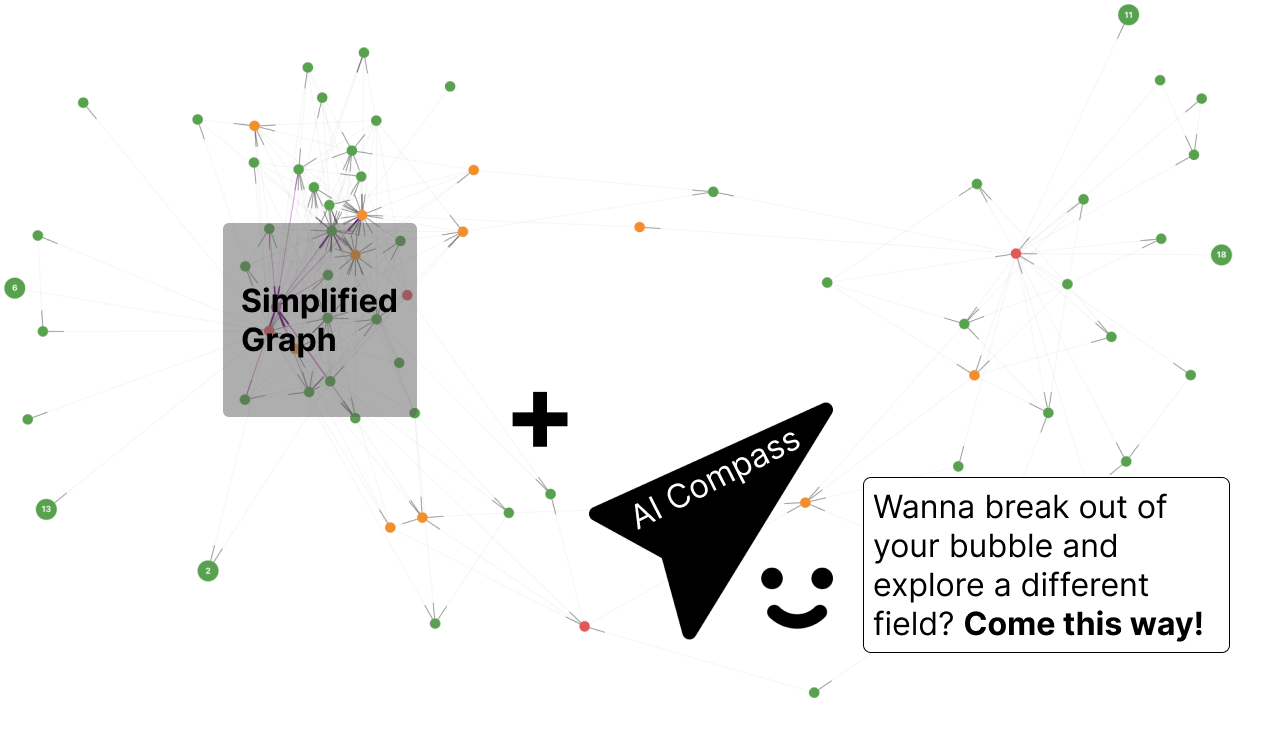 11
18
6
Simplified
Graph
+
AI Compass
Wanna break out of
your bubble and
explore a different
field? Come this way!
13
2